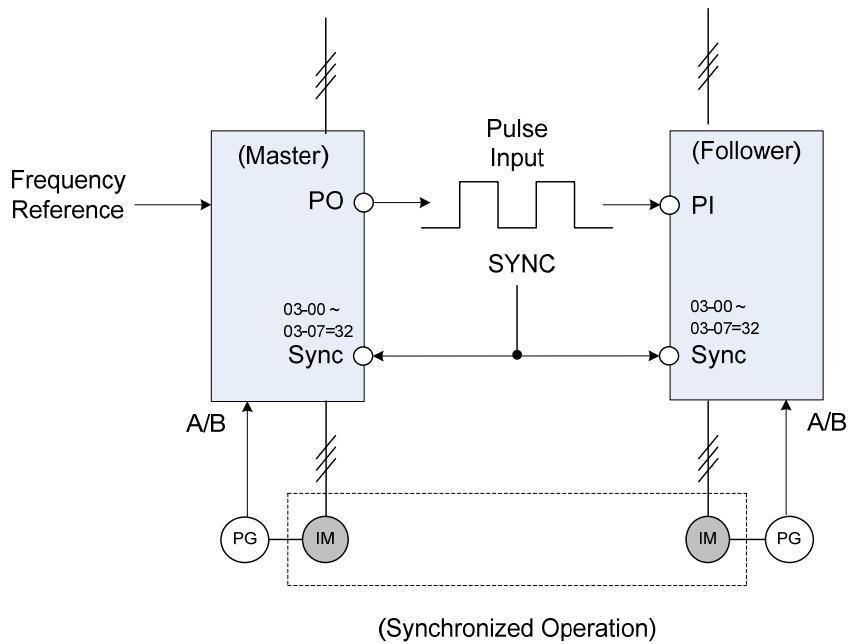 Frequency
Reference
(Master)
PO
Pulse
Input
(Follower)
PI
SYNC
03-00 ~
03-07=32
Sync
03-00 ~
03-07=32
Sync
A/B
A/B
PG
IM
IM
PG
(Synchronized Operation)